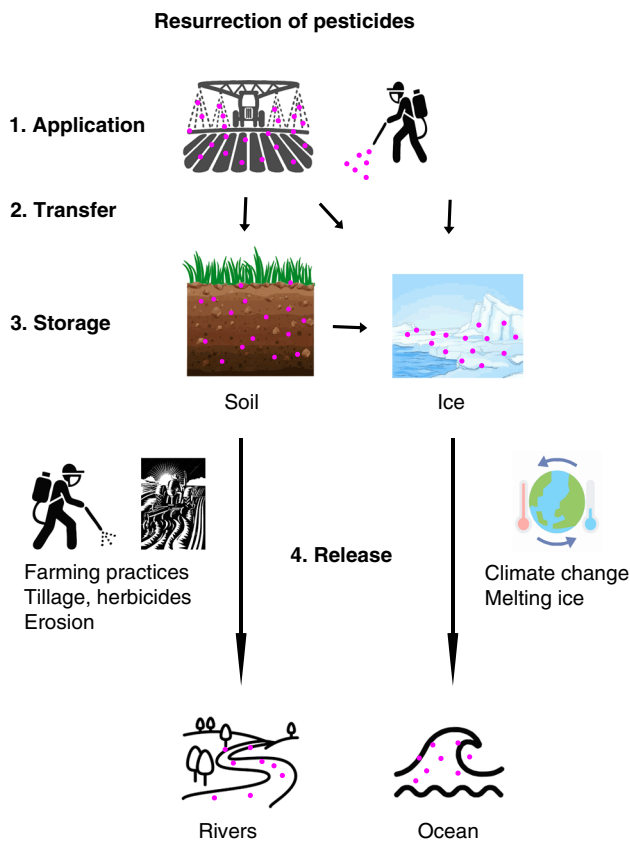 Resurrection of pesticides
1. Application
2. Transfer
3. Storage
Soil
Ice
4. Release
Farming practices
Tillage, herbicides
Erosion
Climate change
Melting ice
Rivers
Ocean